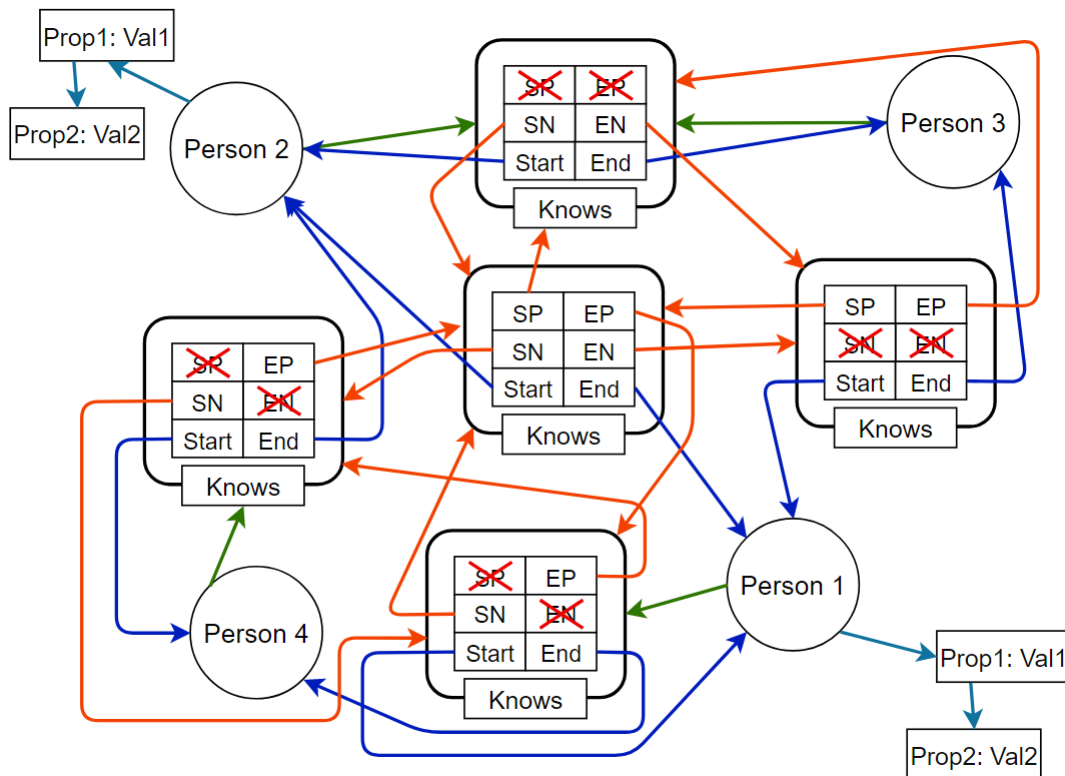 Prop1: Val1
Prop2: Val2
Person 2
SP EP
SN EN
Start End
Knows
Person 3
SP EP
SN EN
Start End
Knows
SP EP
SN EN
Start End
Knows
SP EP
SN EN
Start End
Knows
Person 4
SP EP
SN EN
Start End
Knows
Person 1
Prop1: Val1
Prop2: Val2